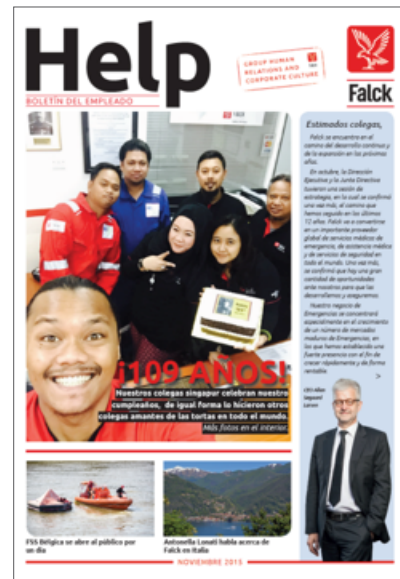 Help
BOLETÍN DEL EMPLEADO
GROUP HUMAN
RELATIONS AND
CORPORATE CULTURE
Falck
Estimados colegas,
Falck se encuentra en el
camino del desarrollo continuo y
de la expansión en los próximos
años.
En octubre, la Dirección
Ejecutiva y la Junta Directiva
tuvieron una sesión de
estrategia, en la cual se confirmó
una vez más, el camino que
hemos seguido en los últimos
12 años. Falck va a convertirse
en un importante proveedor
global de servicios médicos de
emergencia, de asistencia médica
y de servicios de seguridad en
todo el mundo. Una vez más,
se confirmó que hay una gran
cantidad de oportunidades
ante nosotros para que las
desarrollemos y aseguremos.
Nuestro negocio de
Emergencias se concentrará
especialmente en el crecimiento
de un número de mercados
maduros de Emergencias, en
los que hemos establecido una
fuerte presencia con el fin de
crecer rápidamente y de forma
rentable.
>
CEO Allan
Søgaard
Larsen
¡109 AÑOS!
Nuestros colegas singapur celebran nuestro
cumpleaños, de igual forma lo hicieron otros
colegas amantes de las tortas en todo el mundo.
Más fotos en el interior.
FSS Bélgica se abre al público por
un día
Antonella Lonati habla acerca de
Falck en Italia
NOVIEMBRE 2015